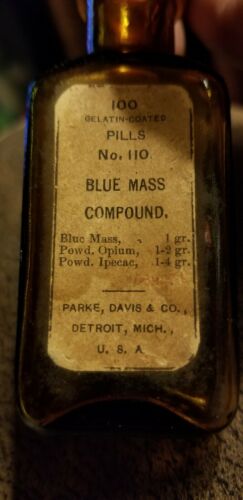 100
GELATIN-COATED
PILLS
No. 110
BLUE MASS
COMPOUND.
Blue Mass, 1 gr.
Powd. Opium, 1-2 gr.
Powd. Ipecac, 1-4 gr.
PARKE, DAVIS & CO.,
DETROIT, MICH.,
U. S. A